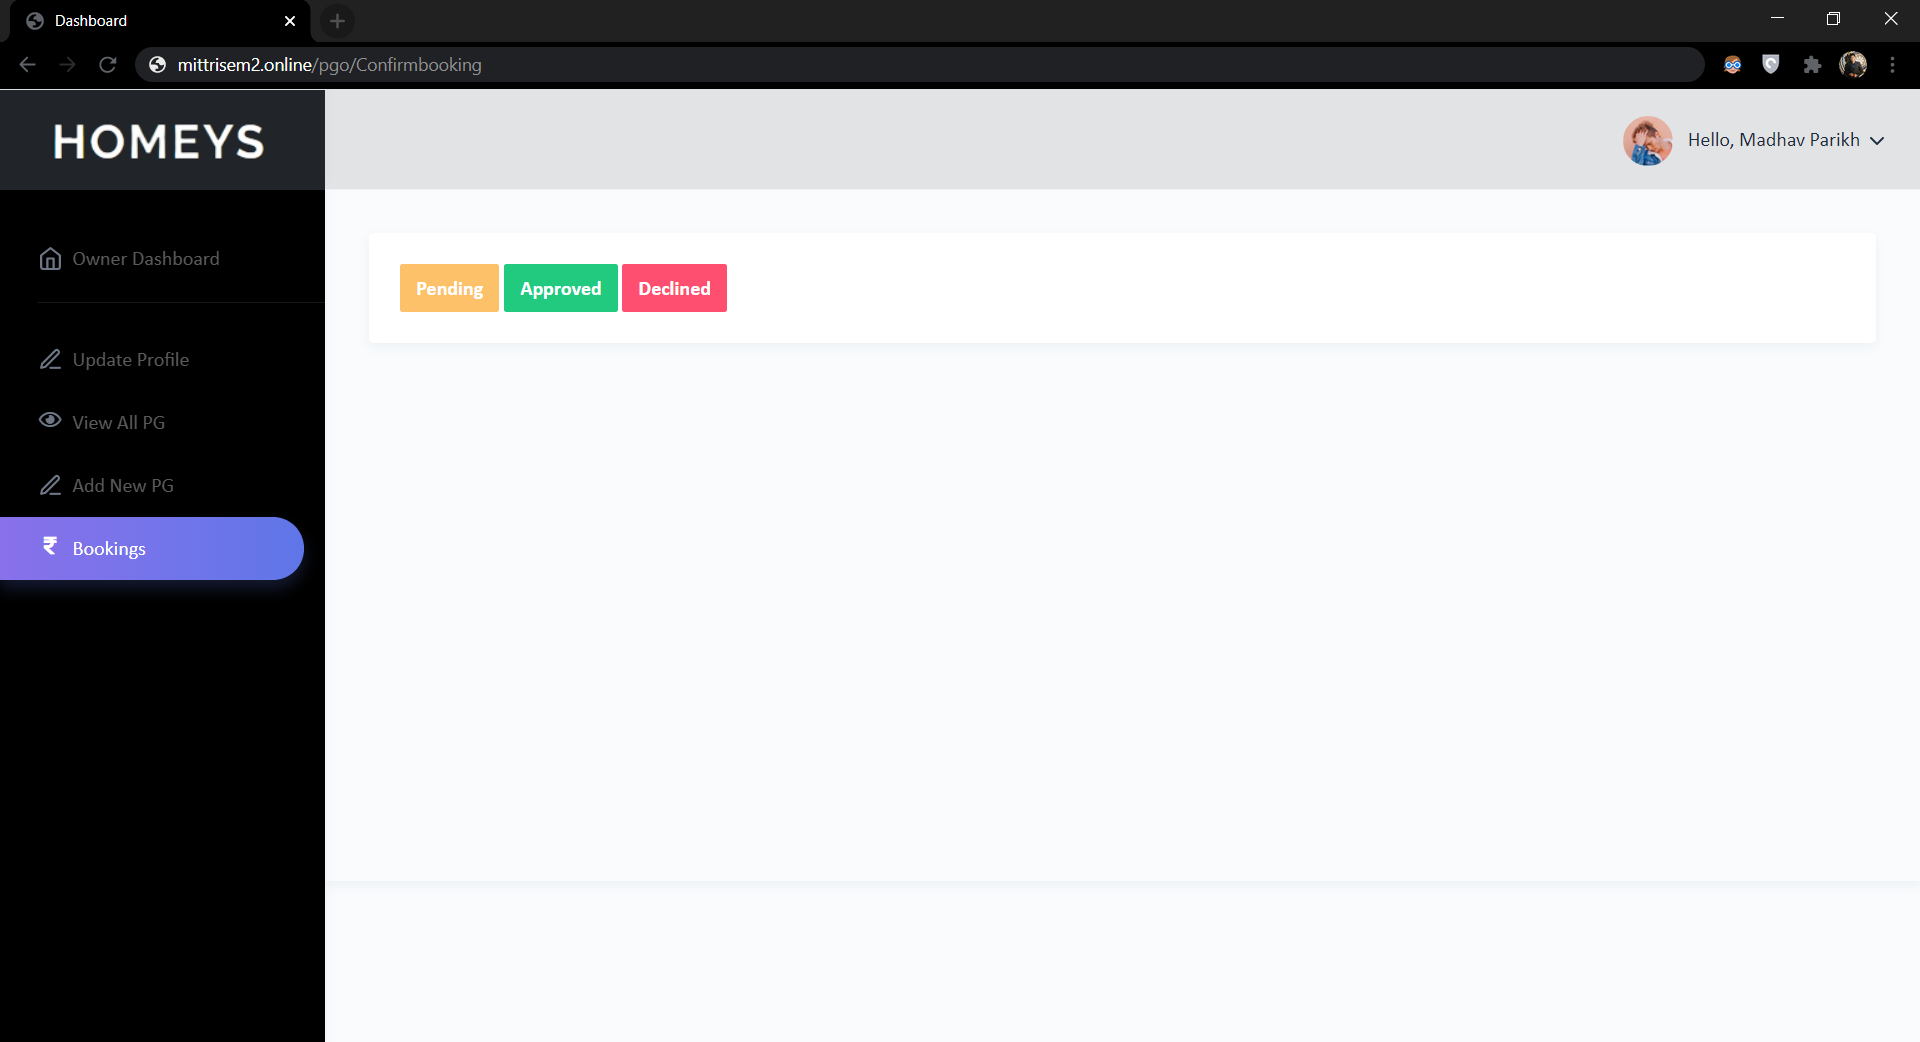 Dashboard
mittrisem2.online/pgo/Confirmbooking
HOMEYS
Hello, Madhav Parikh
Owner Dashboard
Update Profile
View All PG
Add New PG
₹ Bookings
Pending Approved Declined